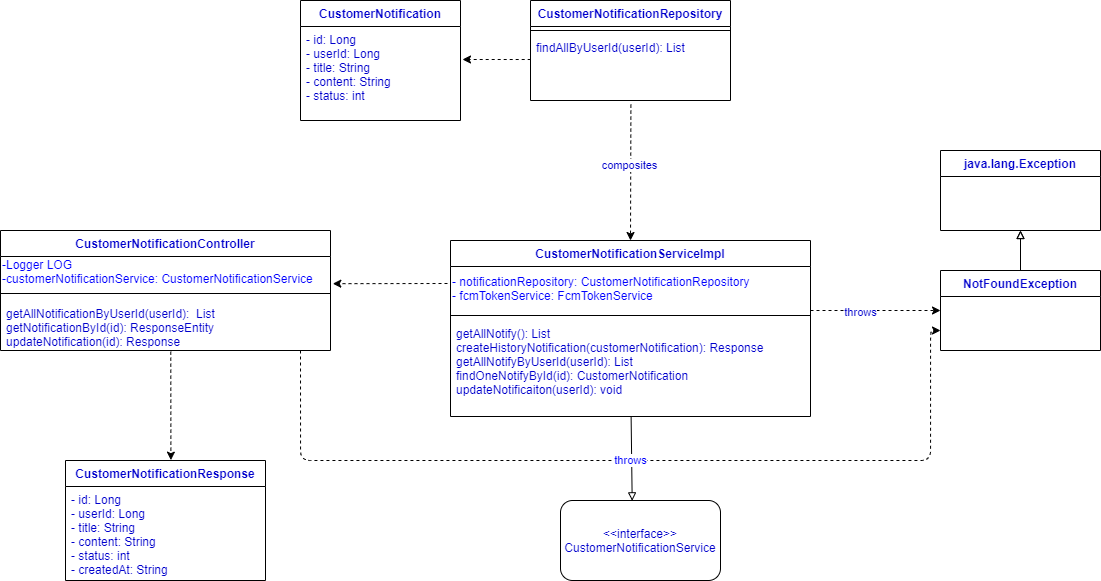 CustomerNotification
- id: Long
- userId: Long
- title: String
- content: String
- status: int
CustomerNotificationRepository
findAllByUserId(userId): List
composites
java.lang.Exception
CustomerNotificationController
-Logger LOG
-customerNotificationService: CustomerNotificationService
getAllNotificationByUserId(userId): List
getNotificationById(id): ResponseEntity
updateNotification(id): Response
CustomerNotificationServiceImpl
- notificationRepository: CustomerNotificationRepository
- fcmTokenService: FcmTokenService
getAllNotify(): List
createHistoryNotification(customerNotification): Response
getAllNotifyByUserId(userId): List
findOneNotifyById(id): CustomerNotification
updateNotificaiton(userId): void
throws
NotFoundException
throws
CustomerNotificationResponse
- id: Long
- userId: Long
- title: String
- content: String
- status: int
- createdAt: String
<<interface>>
CustomerNotificationService